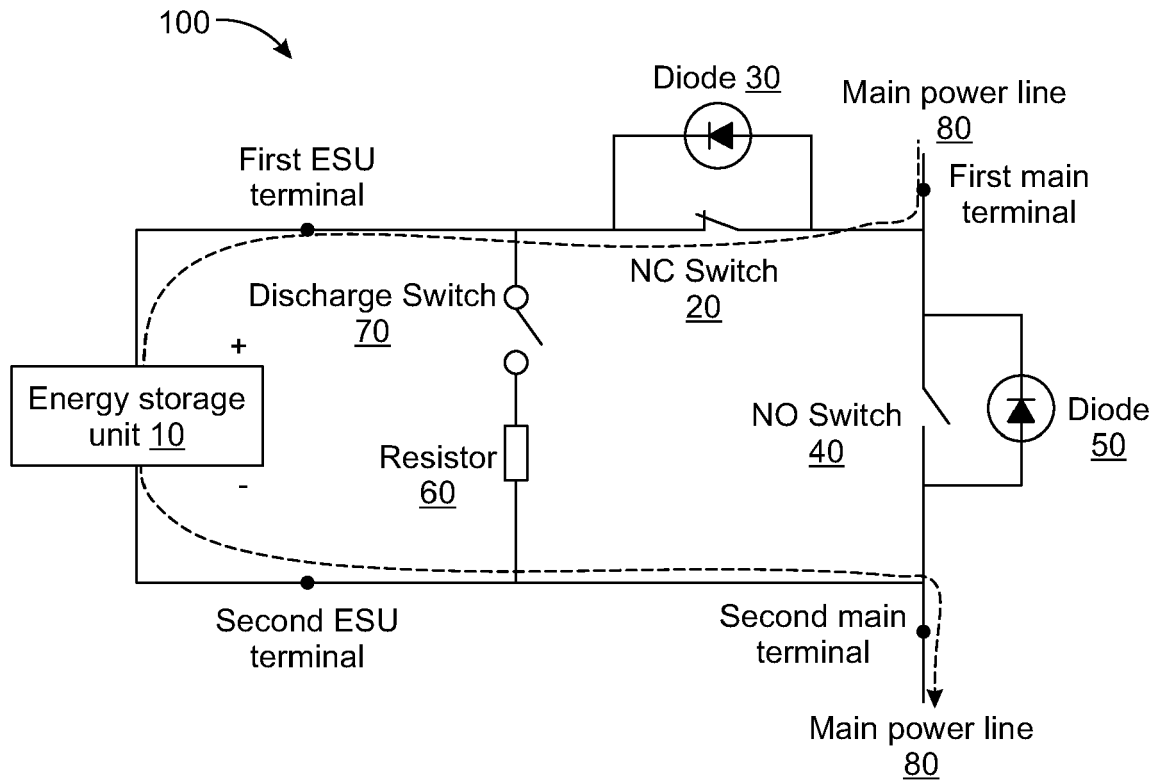 100
Diode 30
Main power line
80
First ESU
terminal
First main
terminal
NC Switch
20
Discharge Switch
70
+
Energy storage
unit 10
-
NO Switch
40
Diode
50
Resistor
60
Second ESU
terminal
Second main
terminal
Main power line
80